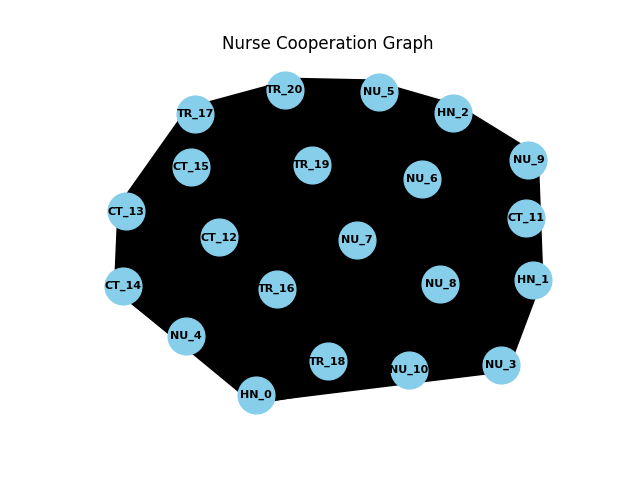 Nurse Cooperation Graph
TR_20
NU_5
TR_17
HN_2
NU_9
CT_15
TR_19
NU_6
CT_13
CT_11
CT_12
NU_7
CT_14
TR_16
NU_8
HN_1
NU_4
TR_18
NU_10
NU_3
HN_0